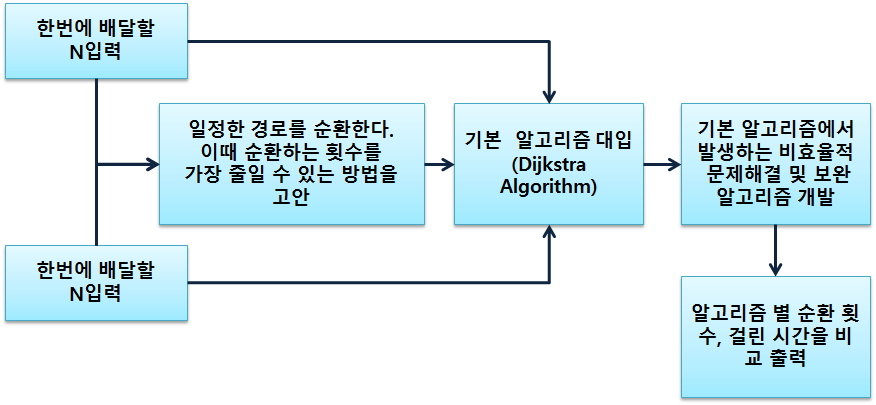 한번에 배달할
N입력
일정한 경로를 순환한다.
이때 순환하는 횟수를
가장 줄일 수 있는 방법을
고안
기본 알고리즘 대입
(Dijkstra
Algorithm)
기본 알고리즘에서
발생하는 비효율적
문제해결 및 보완
알고리즘 개발
한번에 배달할
N입력
알고리즘 별 순환 횟
수, 걸린 시간을 비
교 출력